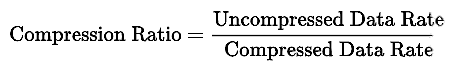 Compression Ratio = Uncompressed Data Rate / Compressed Data Rate